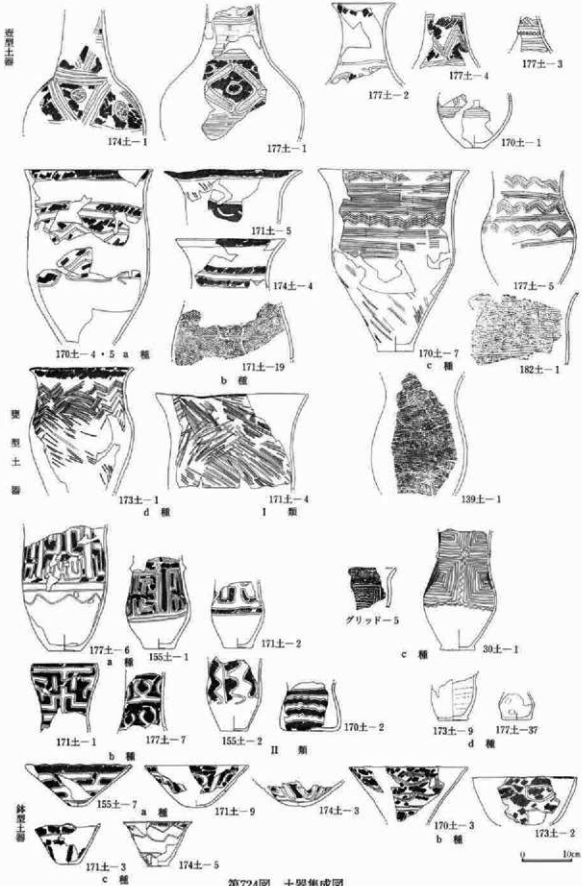 壺型土器
174土—1
177土—1
177土—2
177土—4
177土—3
170土—1
甕型土器
170土—4・5 a 種
171土—5
174土—4
171土—19
b 種
170土—7
c 種
177土—5
182土—1
173土—1
d 種
171土—4
I 類
139土—1
177土—6
155土—1
171土—2
a 種
グリッド—5
30土—1
c 種
171土—1
177土—7
b 種
155土—2
170土—2
II 類
173土—9
177土—37
d 種
鉢型土器
155土—7
171土—9
174土—3
a 種
170土—3
173土—2
b 種
171土—3
174土—5
c 種
0 10cm
第724図 土器集成図